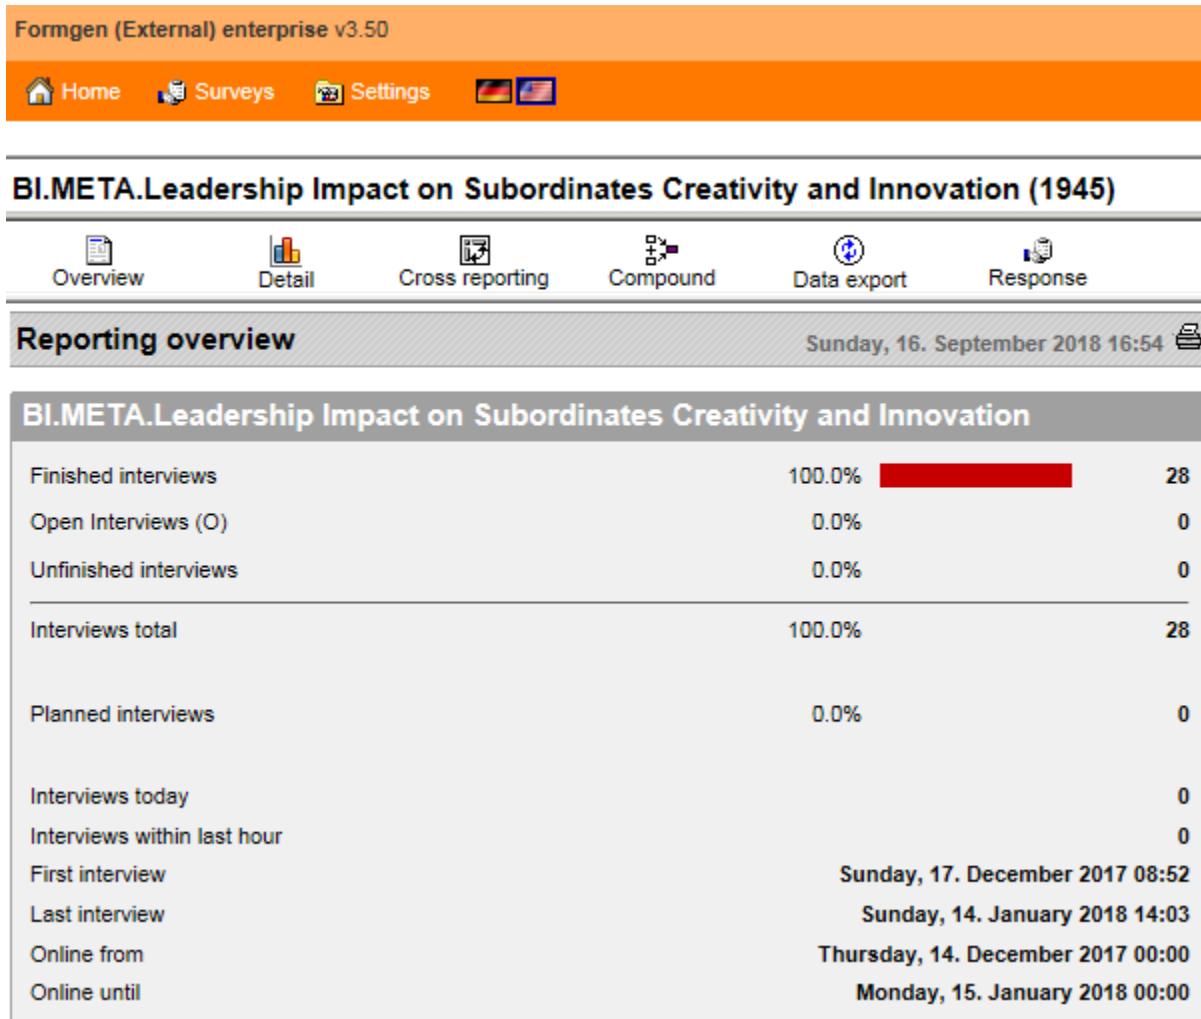 Formgen (External) enterprise v3.50
Home Surveys Settings
BI.META.Leadership Impact on Subordinates Creativity and Innovation (1945)
Overview Detail Cross reporting Compound Data export Response
Reporting overview Sunday, 16. September 2018 16:54
BI.META.Leadership Impact on Subordinates Creativity and Innovation
Finished interviews 100.0% 28
Open Interviews (O) 0.0% 0
Unfinished interviews 0.0% 0
Interviews total 100.0% 28
Planned interviews 0.0% 0
Interviews today 0
Interviews within last hour 0
First interview Sunday, 17. December 2017 08:52
Last interview Sunday, 14. January 2018 14:03
Online from Thursday, 14. December 2017 00:00
Online until Monday, 15. January 2018 00:00